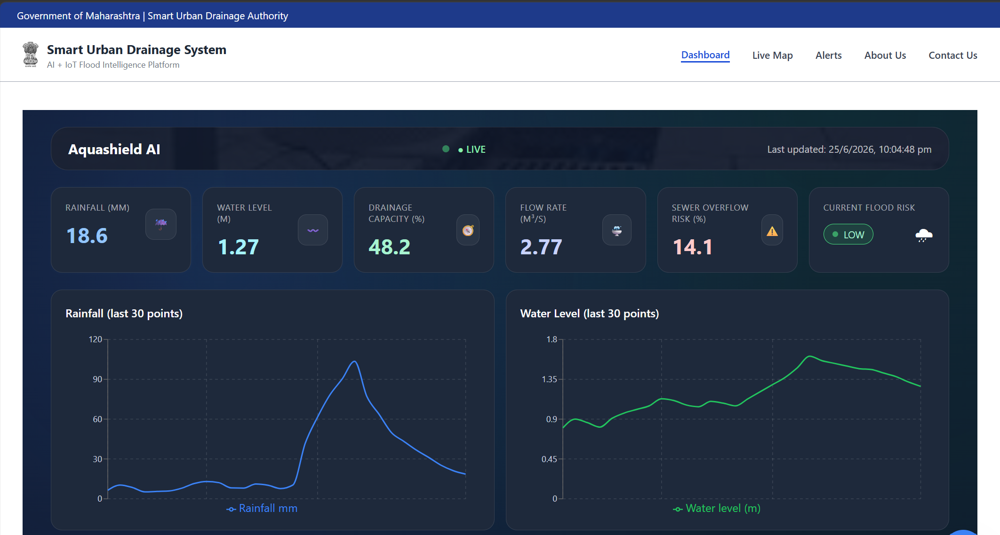 Government of Maharashtra | Smart Urban Drainage Authority
Smart Urban Drainage System
AI + IoT Flood Intelligence Platform
Dashboard
Live Map
Alerts
About Us
Contact Us
Aquashield AI
● LIVE
Last updated: 25/6/2026, 10:04:48 pm
RAINFALL (MM)
18.6
WATER LEVEL
(M)
1.27
DRAINAGE
CAPACITY (%)
48.2
FLOW RATE
(M³/S)
2.77
SEWER OVERFLOW
RISK (%)
14.1
CURRENT FLOOD RISK
LOW
Rainfall (last 30 points)
120
90
60
30
0
Rainfall mm
Water Level (last 30 points)
1.8
1.35
0.9
0.45
0
Water level (m)